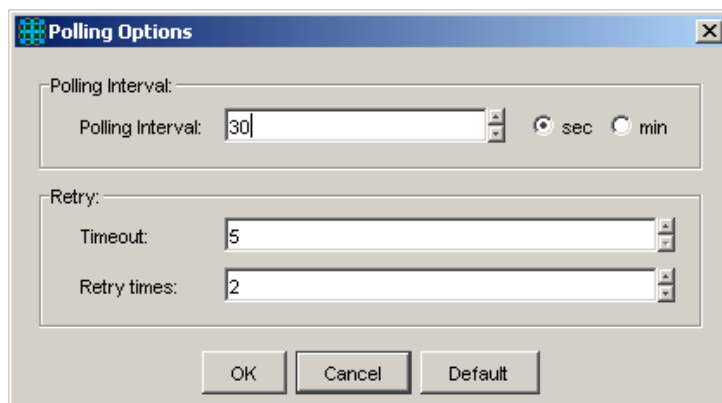 Polling Options
Polling Interval:
Polling Interval: 30 sec min
Retry:
Timeout: 5
Retry times: 2
OK Cancel Default